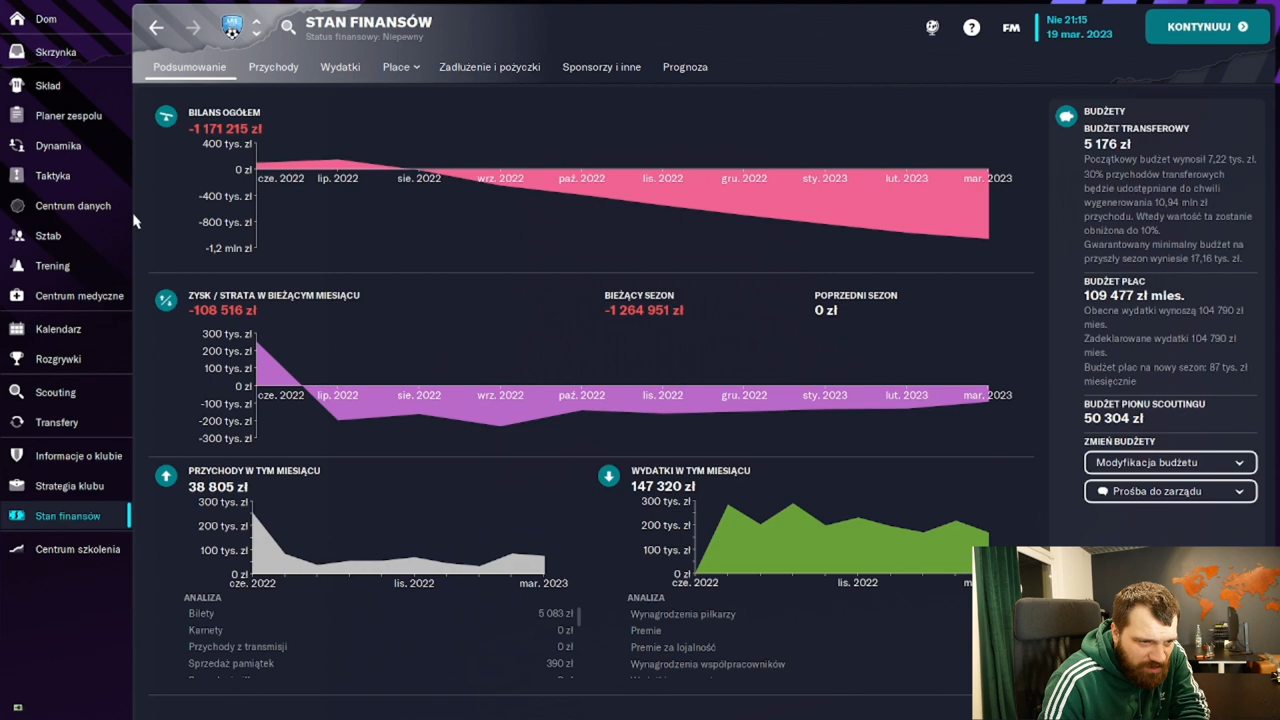 Dom
Skrzynka
Skład
Planer zespołu
Dynamika
Taktyka
Centrum danych
Sztab
Trening
Centrum medyczne
Kalendarz
Rozgrywki
Scouting
Transfery
Informacje o klubie
Strategia klubu
Stan finansów
Centrum szkolenia
STAN FINANSÓW
Status finansowy: Niepewny
FM
Nie 21:15
19 mar. 2023
KONTYNUUJ
Podsumowanie
Przychody
Wydatki
Płace
Zadłużenie i pożyczki
Sponsorzy i inne
Prognoza
BILANS OGÓŁEM
-1 171 215 zł
400 tys. zł
0 zł
-400 tys. zł
-800 tys. zł
-1,2 mln zł
cze. 2022 lip. 2022 sie. 2022 wrz. 2022 paź. 2022 lis. 2022 gru. 2022 sty. 2023 lut. 2023 mar. 2023
ZYSK / STRATA W BIEŻĄCYM MIESIĄCU
-108 516 zł
BIEŻĄCY SEZON
-1 264 951 zł
POPRZEDNI SEZON
0 zł
300 tys. zł
200 tys. zł
100 tys. zł
0 zł
-100 tys. zł
-200 tys. zł
-300 tys. zł
cze. 2022 lip. 2022 sie. 2022 wrz. 2022 paź. 2022 lis. 2022 gru. 2022 sty. 2023 lut. 2023 mar. 2023
PRZYCHODY W TYM MIESIĄCU
38 805 zł
300 tys. zł
200 tys. zł
100 tys. zł
0 zł
cze. 2022 lis. 2022 mar. 2023
ANALIZA
Bilety 5 083 zł
Karnety 0 zł
Przychody z transmisji 0 zł
Sprzedaż pamiątek 390 zł
WYDATKI W TYM MIESIĄCU
147 320 zł
300 tys. zł
200 tys. zł
100 tys. zł
0 zł
cze. 2022 lis. 2022
ANALIZA
Wynagrodzenia piłkarzy
Premie
Premie za lojalność
Wynagrodzenia współpracowników
BUDŻETY
BUDŻET TRANSFEROWY
5 176 zł
Początkowy budżet wynosił 7,22 tys. zł.
30% przychodów transferowych
będzie udostępniane do chwili
wygenerowania 10,94 mln zł
przychodu. Wtedy wartość ta zostanie
obniżona do 10%.
Gwarantowany minimalny budżet na
przyszły sezon wyniesie 17,16 tys. zł.
BUDŻET PŁAC
109 477 zł mies.
Obecne wydatki wynoszą 104 790 zł
mies.
Zadeklarowane wydatki 104 790 zł
mies.
Budżet płac na nowy sezon: 87 tys. zł
miesięcznie
BUDŻET PIONU SCOUTINGU
50 304 zł
ZMIEŃ BUDŻETY
Modyfikacja budżetu
Prośba do zarządu